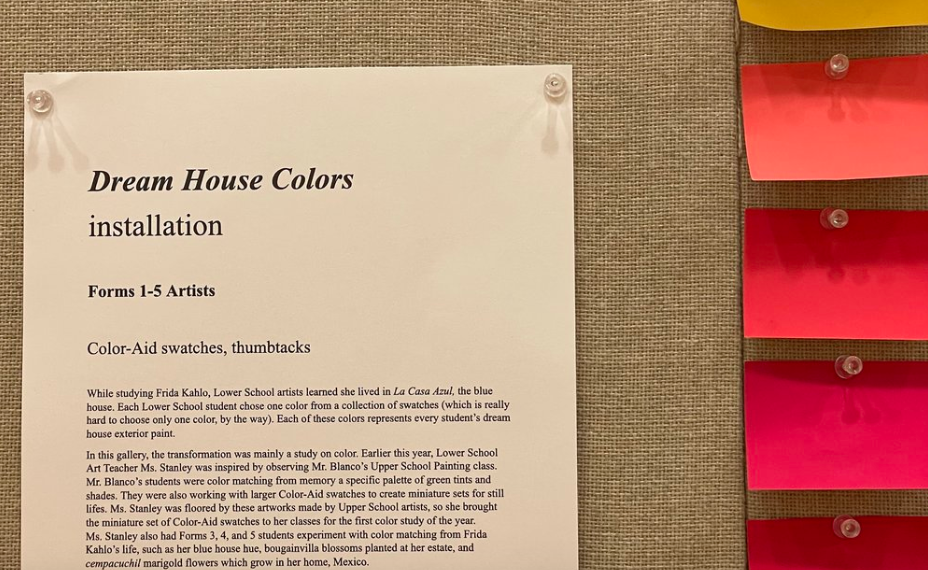 Dream House Colors
installation
Forms 1-5 Artists
Color-Aid swatches, thumbtacks
While studying Frida Kahlo, Lower School artists learned she lived in La Casa Azul, the blue
house. Each Lower School student chose one color from a collection of swatches (which is really
hard to choose only one color, by the way). Each of these colors represents every student's dream
house exterior paint.
In this gallery, the transformation was mainly a study on color. Earlier this year, Lower School
Art Teacher Ms. Stanley was inspired by observing Mr. Blanco's Upper School Painting class.
Mr. Blanco's students were color matching from memory a specific palette of green tints and
shades. They were also working with larger Color-Aid swatches to create miniature sets for still
lifes. Ms. Stanley was floored by these artworks made by Upper School artists, so she brought
the miniature set of Color-Aid swatches to her classes for the first color study of the year.
Ms. Stanley also had Forms 3, 4, and 5 students experiment with color matching from Frida
Kahlo's life, such as her blue house hue, bougainvilla blossoms planted at her estate, and
cempacuchil marigold flowers which grow in her home, Mexico.